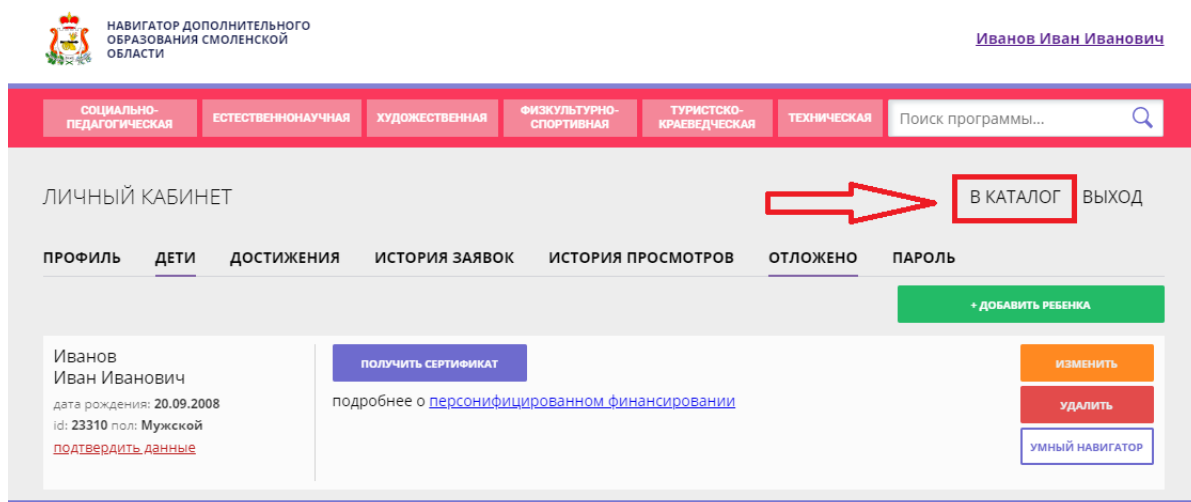 НАВИГАТОР ДОПОЛНИТЕЛЬНОГО
ОБРАЗОВАНИЯ СМОЛЕНСКОЙ
ОБЛАСТИ
Иванов Иван Иванович
СОЦИАЛЬНО-
ПЕДАГОГИЧЕСКАЯ
ЕСТЕСТВЕННОНАУЧНАЯ
ХУДОЖЕСТВЕННАЯ
ФИЗКУЛЬТУРНО-
СПОРТИВНАЯ
ТУРИСТСКО-
КРАЕВЕДЧЕСКАЯ
ТЕХНИЧЕСКАЯ
Поиск программы...
ЛИЧНЫЙ КАБИНЕТ
В КАТАЛОГ ВЫХОД
ПРОФИЛЬ ДЕТИ ДОСТИЖЕНИЯ ИСТОРИЯ ЗАЯВОК ИСТОРИЯ ПРОСМОТРОВ ОТЛОЖЕНО ПАРОЛЬ
+ ДОБАВИТЬ РЕБЕНКА
Иванов
Иван Иванович
дата рождения: 20.09.2008
id: 23310 пол: Мужской
подтвердить данные
ПОЛУЧИТЬ СЕРТИФИКАТ
подробнее о персонифицированном финансировании
ИЗМЕНИТЬ
УДАЛИТЬ
УМНЫЙ НАВИГАТОР